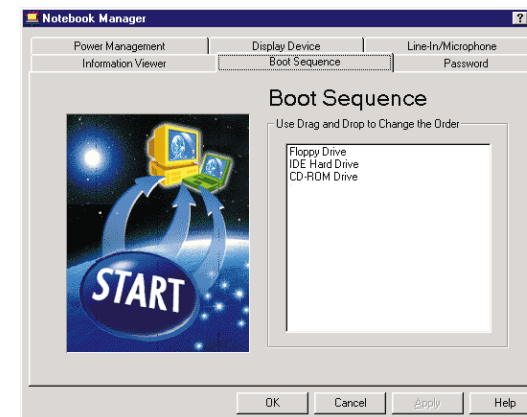 Notebook Manager
?
Power Management
Display Device
Line-In/Microphone
Information Viewer
Boot Sequence
Password
Boot Sequence
Use Drag and Drop to Change the Order
Floppy Drive
IDE Hard Drive
CD-ROM Drive
START
OK
Cancel
Apply
Help